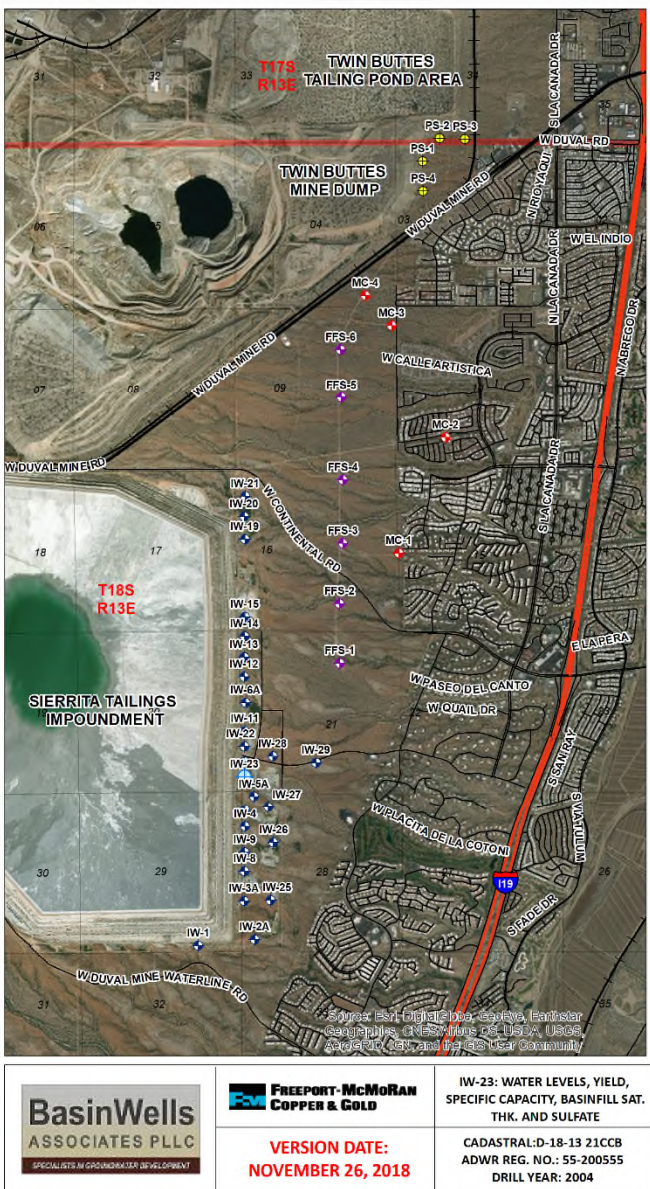 31
32
33
T17S
R13E
TWIN BUTTES
TAILING POND AREA
34
S LA CANADA DR
35
PS-2
PS-3
W DUVAL RD
PS-1
PS-4
TWIN BUTTES
MINE DUMP
W DUVAL MINE RD
N RIO YAQUI
06
05
04
03
W EL INDIO
N LA CANADA DR
N ABREGO DR
MC-4
MC-3
FFS-6
W CALLE ARTISTICA
W DUVAL MINE RD
07
08
09
FFS-5
MC-2
S LA CANADA DR
W DUVAL MINE RD
FFS-4
IW-21
IW-20
IW-19
W CONTINENTAL RD
18
17
16
FFS-3
MC-1
14
T18S
R13E
FFS-2
IW-15
IW-14
IW-13
IW-12
E LA PERA
FFS-1
W PASEO DEL CANTO
IW-6A
SIERRITA TAILINGS
IMPOUNDMENT
W QUAIL DR
22
23
21
IW-11
IW-22
IW-28
IW-29
IW-23
S SAN RAY
IW-5A
IW-27
S VIA TULUM
IW-4
W PLACITA DE LA COTONI
IW-26
IW-9
IW-8
30
29
28
26
I19
IW-3A
IW-25
S FADE DR
IW-1
IW-2A
W DUVAL MINE WATERLINE RD
31
32
35
Source: Esri, DigitalGlobe, GeoEye, Earthstar
Geographics, CNES/Airbus DS, USDA, USGS,
AeroGRID, IGN, and the GIS User Community
BasinWells
ASSOCIATES PLLC
SPECIALISTS IN GROUNDWATER DEVELOPMENT
FREEPORT-MCMORAN
COPPER & GOLD
VERSION DATE:
NOVEMBER 26, 2018
IW-23: WATER LEVELS, YIELD,
SPECIFIC CAPACITY, BASINFILL SAT.
THK. AND SULFATE
CADASTRAL:D-18-13 21CCB
ADWR REG. NO.: 55-200555
DRILL YEAR: 2004